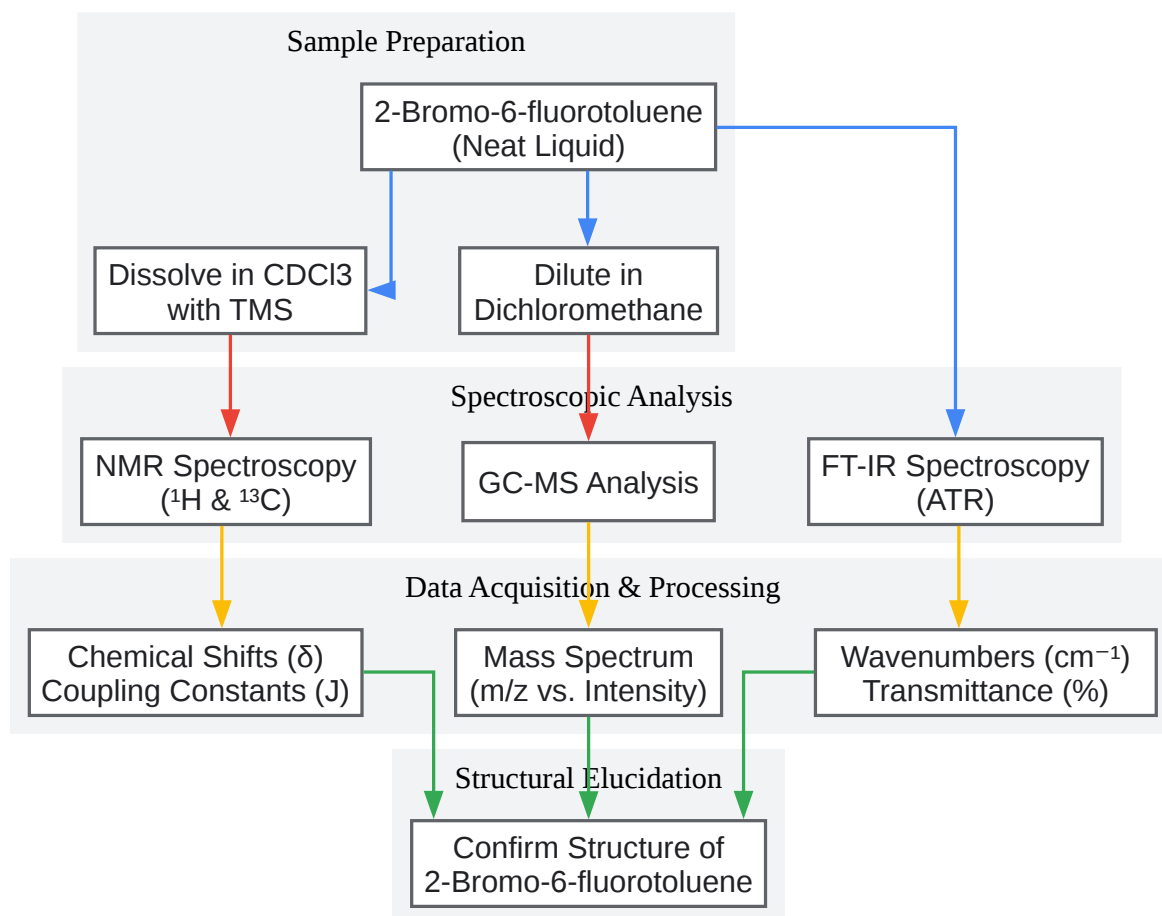 Sample Preparation
2-Bromo-6-fluorotoluene
(Neat Liquid)
Dissolve in CDCl3
with TMS
Dilute in
Dichloromethane
Spectroscopic Analysis
NMR Spectroscopy
(¹H & ¹³C)
GC-MS Analysis
FT-IR Spectroscopy
(ATR)
Data Acquisition & Processing
Chemical Shifts (δ)
Coupling Constants (J)
Mass Spectrum
(m/z vs. Intensity)
Wavenumbers (cm⁻¹)
Transmittance (%)
Structural Elucidation
Confirm Structure of
2-Bromo-6-fluorotoluene